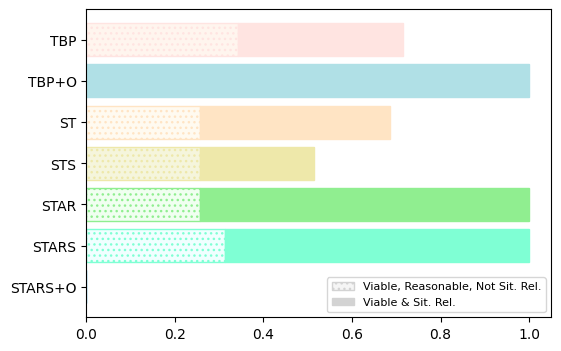 TBP
TBP+O
ST
STS
STAR
STARS
STARS+O
Viable, Reasonable, Not Sit. Rel.
Viable & Sit. Rel.
0.0 0.2 0.4 0.6 0.8 1.0